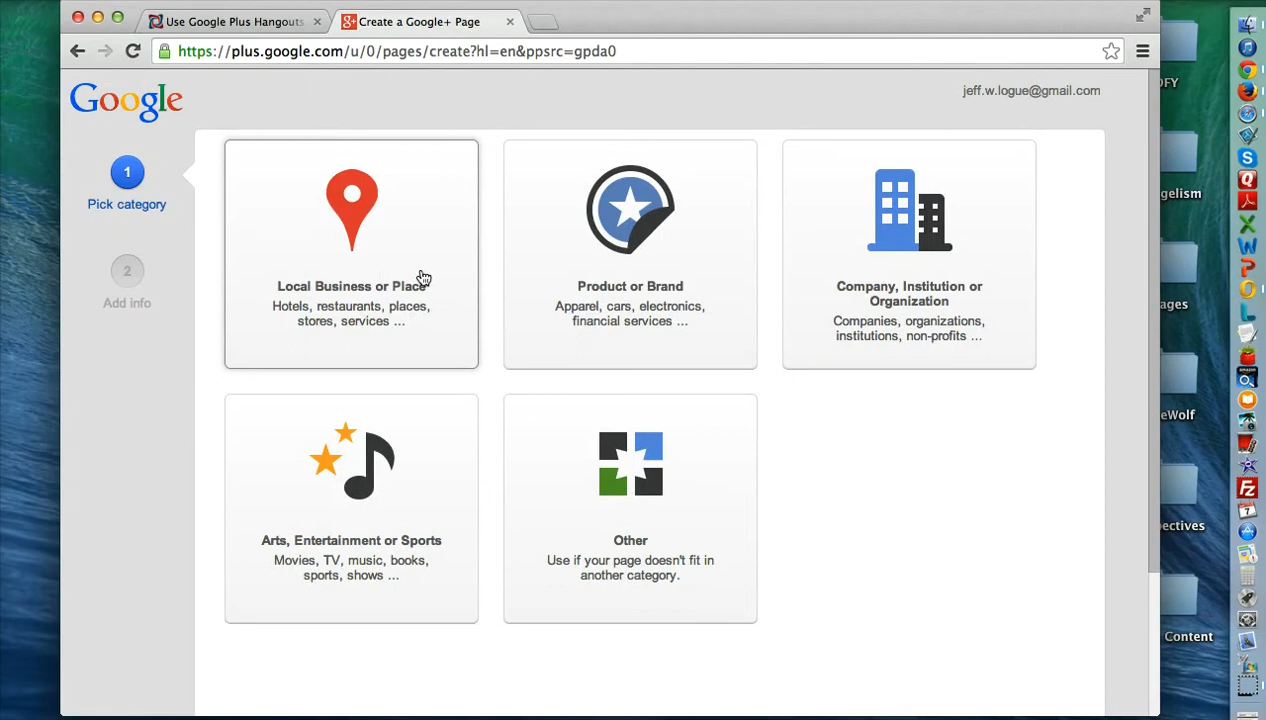 Use Google Plus Hangouts
Create a Google+ Page
https://plus.google.com/u/0/pages/create?hl=en&ppsrc=gpda0
Google
jeff.w.logue@gmail.com
1
Pick category
2
Add info
Local Business or Place
Hotels, restaurants, places,
stores, services ...
Product or Brand
Apparel, cars, electronics,
financial services ...
Company, Institution or
Organization
Companies, organizations,
institutions, non-profits ...
Arts, Entertainment or Sports
Movies, TV, music, books,
sports, shows ...
Other
Use if your page doesn't fit in
another category.
OFY
gelism
ages
eWolf
pectives
Content